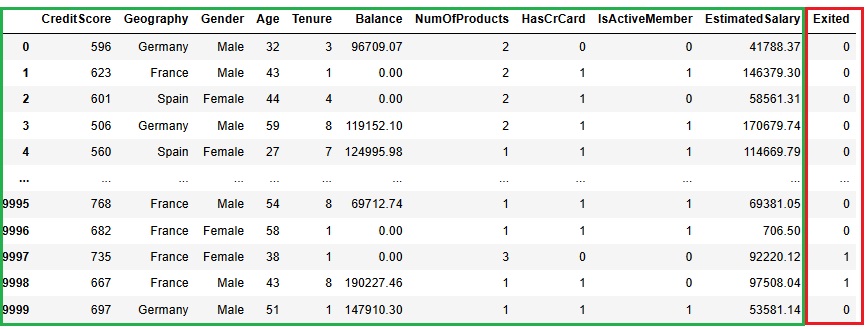 CreditScore Geography Gender Age Tenure Balance NumOfProducts HasCrCard IsActiveMember EstimatedSalary Exited
0 596 Germany Male 32 3 96709.07 2 0 0 41788.37 0
1 623 France Male 43 1 0.00 2 1 1 146379.30 0
2 601 Spain Female 44 4 0.00 2 1 0 58561.31 0
3 506 Germany Male 59 8 119152.10 2 1 1 170679.74 0
4 560 Spain Female 27 7 124995.98 1 1 1 114669.79 0
... ... ... ... ... ... ... ... ... ... ... ...
9995 768 France Male 54 8 69712.74 1 1 1 69381.05 0
9996 682 France Female 58 1 0.00 1 1 1 706.50 0
9997 735 France Female 38 1 0.00 3 0 0 92220.12 1
9998 667 France Male 43 8 190227.46 1 1 0 97508.04 1
9999 697 Germany Male 51 1 147910.30 1 1 1 53581.14 0